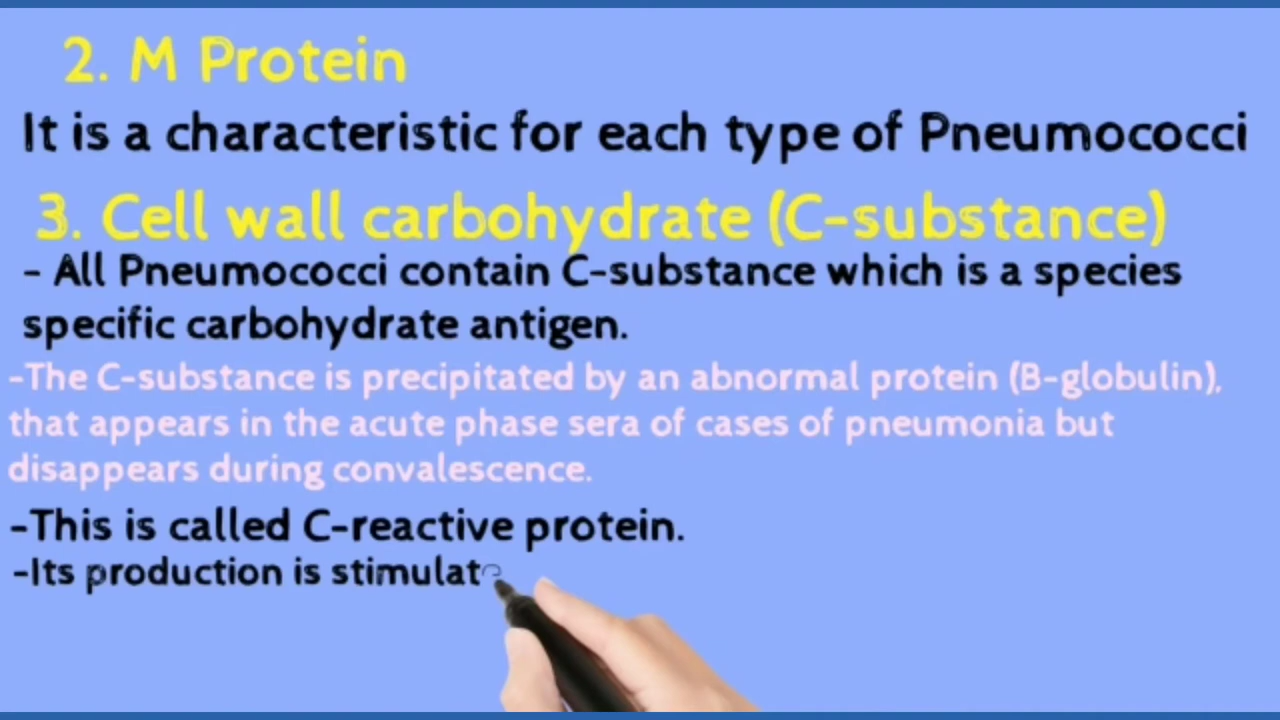 2. M Protein
It is a characteristic for each type of Pneumococci
3. Cell wall carbohydrate (C-substance)
- All Pneumococci contain C-substance which is a species
specific carbohydrate antigen.
-The C-substance is precipitated by an abnormal protein (B-globulin),
that appears in the acute phase sera of cases of pneumonia but
disappears during convalescence.
-This is called C-reactive protein.
-Its production is stimulate